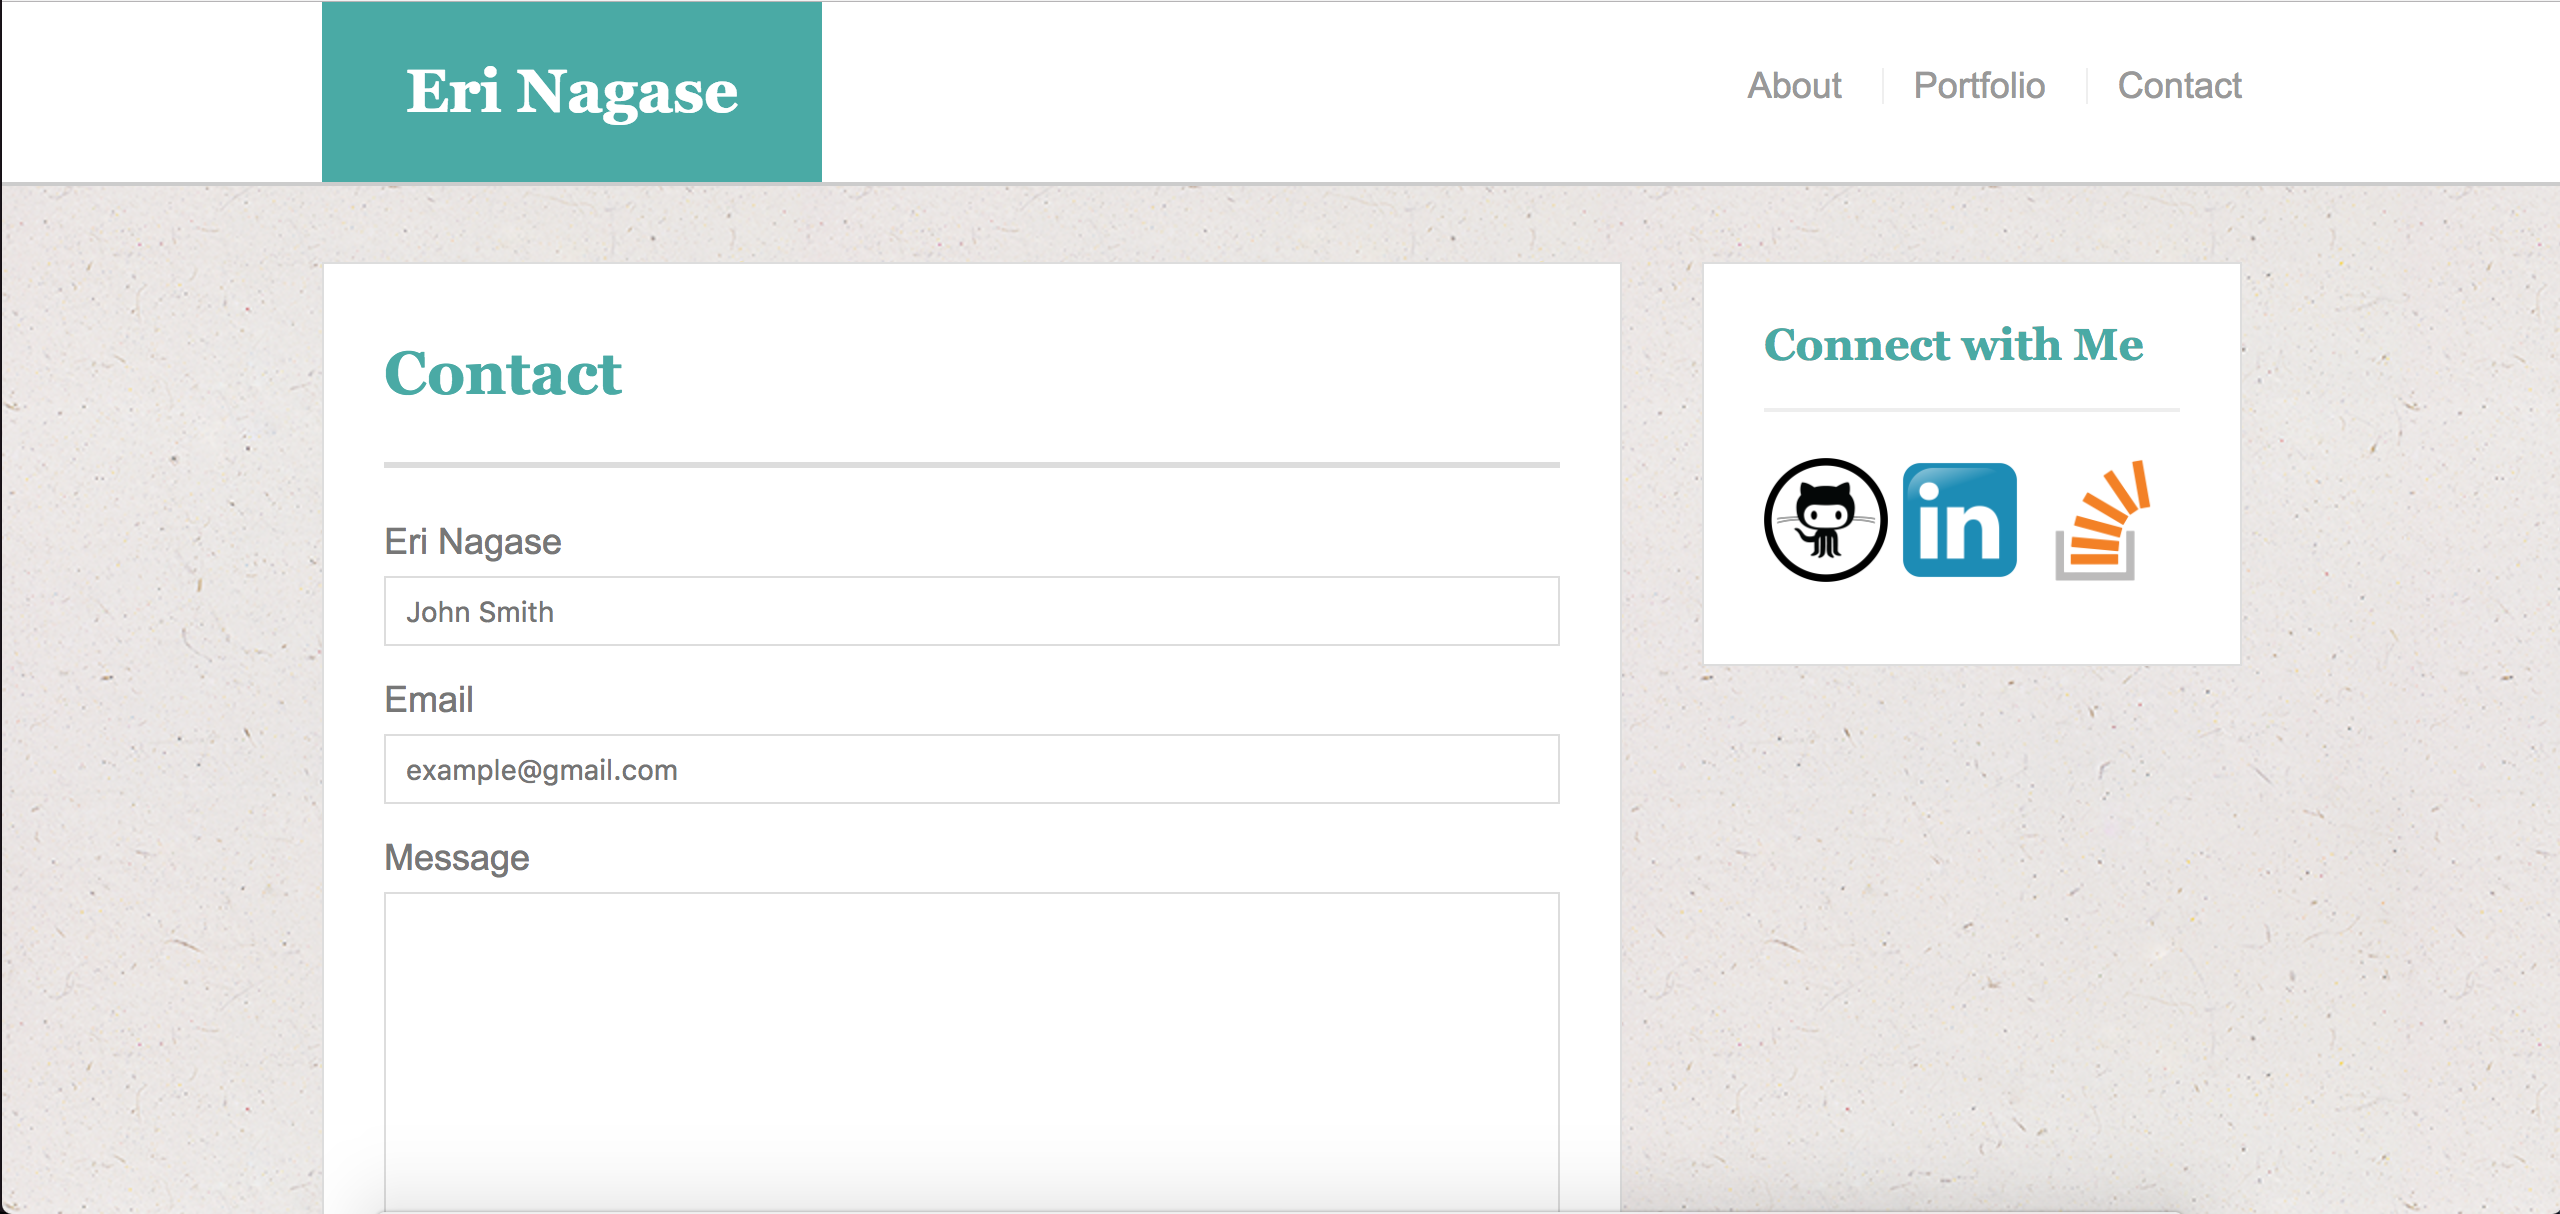 Eri Nagase
About
Portfolio
Contact
Contact
Eri Nagase
John Smith
Email
example@gmail.com
Message
Connect with Me
in